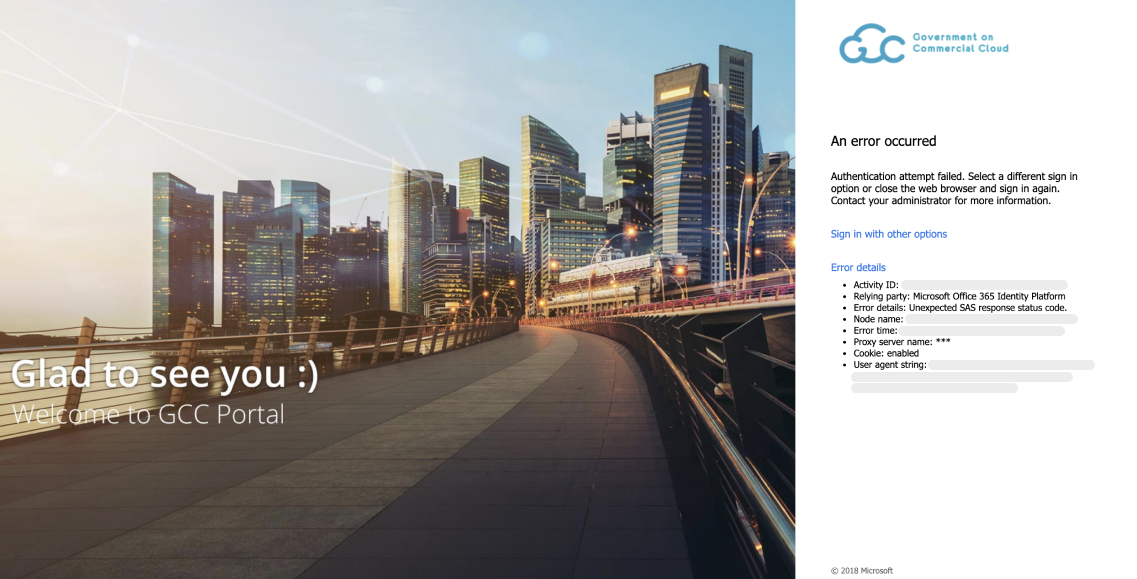 Glad to see you :)
Welcome to GCC Portal
GCC
Government on
Commercial Cloud
An error occurred
Authentication attempt failed. Select a different sign in
option or close the web browser and sign in again.
Contact your administrator for more information.
Sign in with other options
Error details
• Activity ID:
• Relying party: Microsoft Office 365 Identity Platform
• Error details: Unexpected SAS response status code.
• Node name:
• Error time:
• Proxy server name: ***
• Cookie: enabled
• User agent string:
© 2018 Microsoft